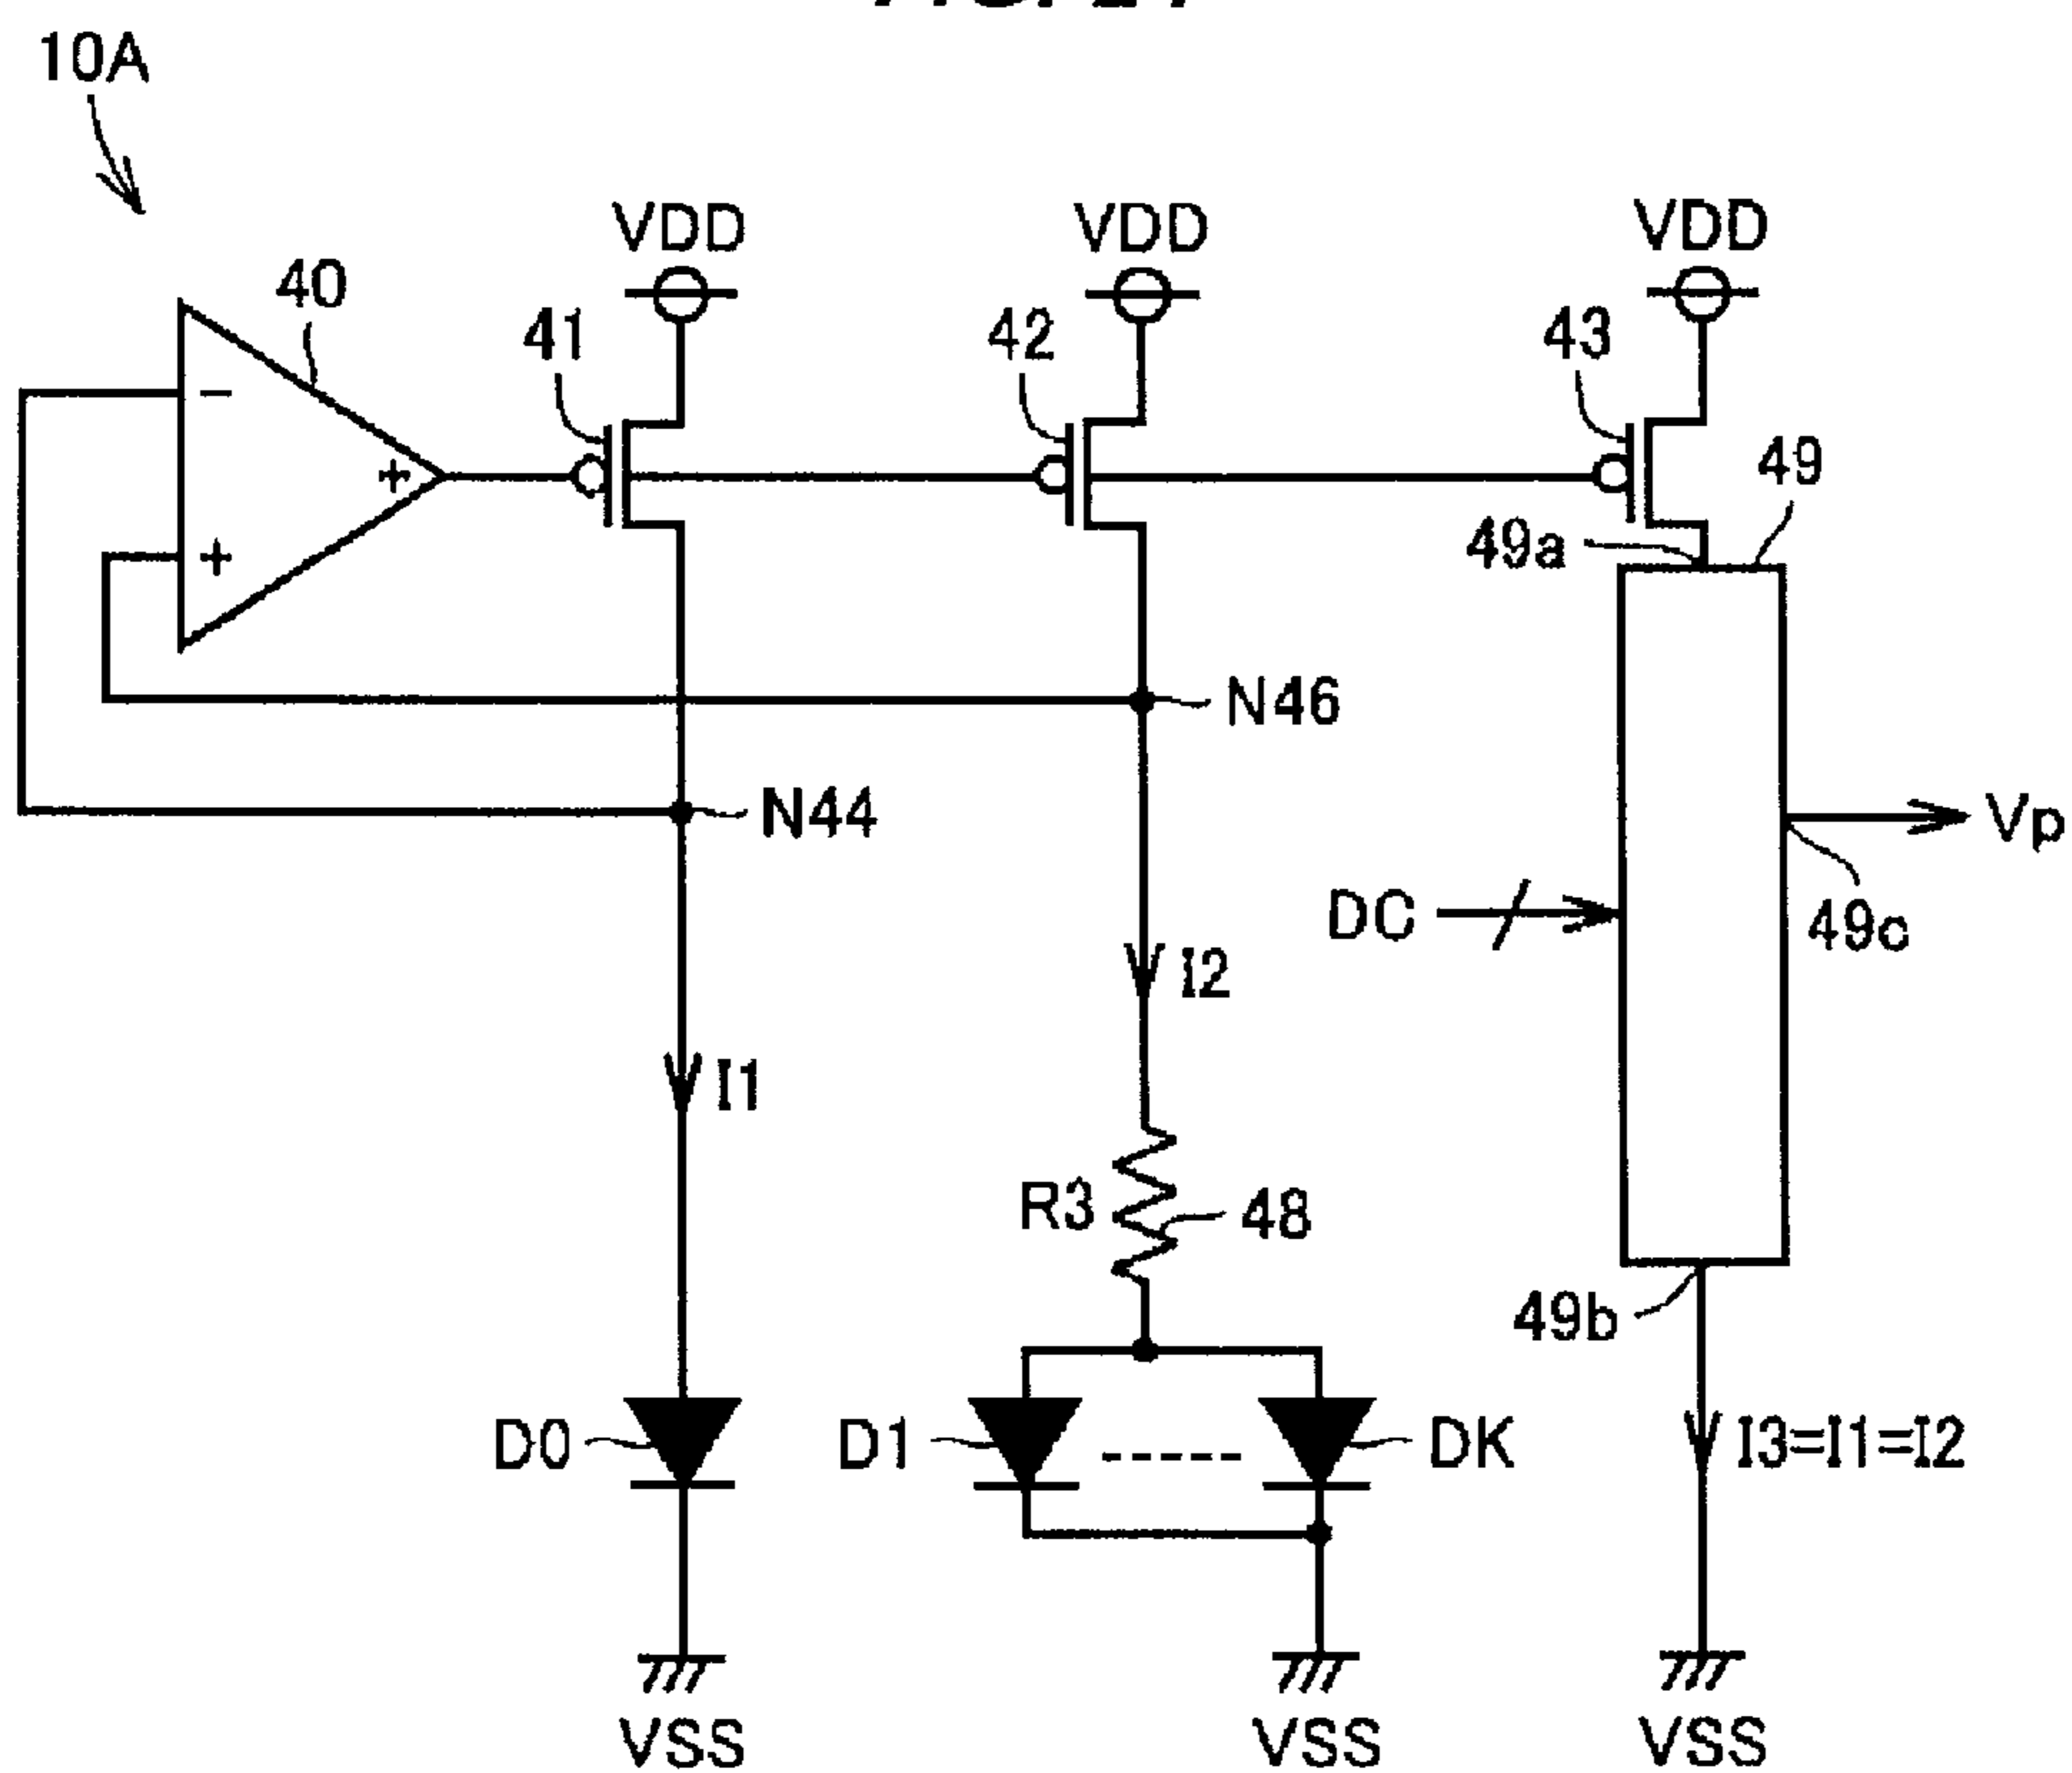 10A
VDD
VDD
VDD
40
41
42
43
−
+
+
49
49a
N46
N44
Vp
DC
49c
I2
I1
R3
48
49b
D0
D1
DK
I3=I1=I2
VSS
VSS
VSS